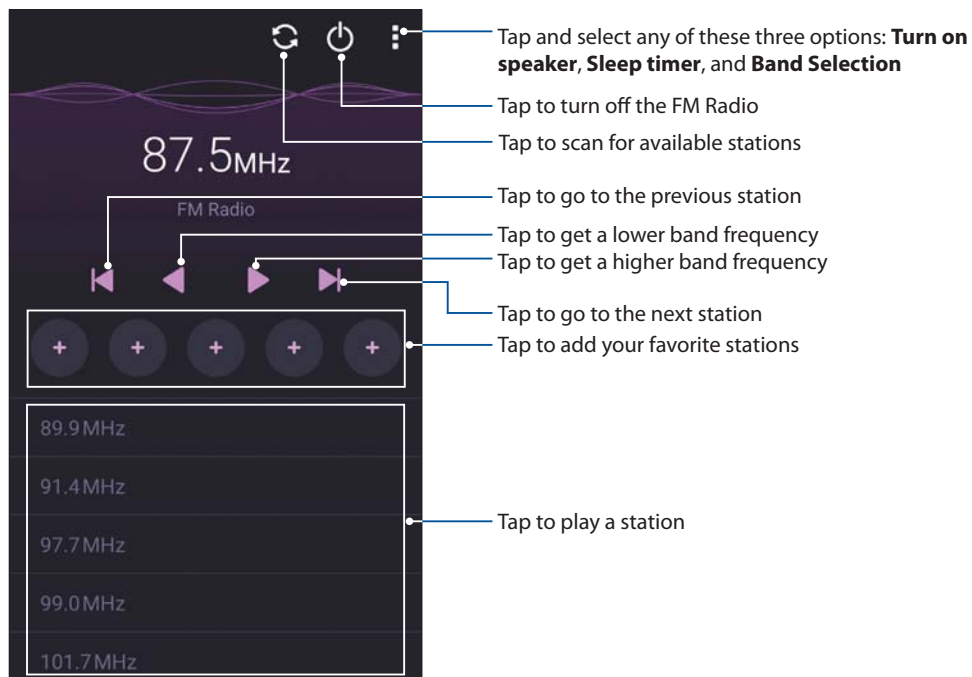 Tap and select any of these three options: Turn on
speaker, Sleep timer, and Band Selection
Tap to turn off the FM Radio
Tap to scan for available stations
87.5MHz
FM Radio
Tap to go to the previous station
Tap to get a lower band frequency
Tap to get a higher band frequency
Tap to go to the next station
+ + + + +
Tap to add your favorite stations
89.9MHz
91.4MHz
97.7MHz
99.0MHz
101.7MHz
Tap to play a station